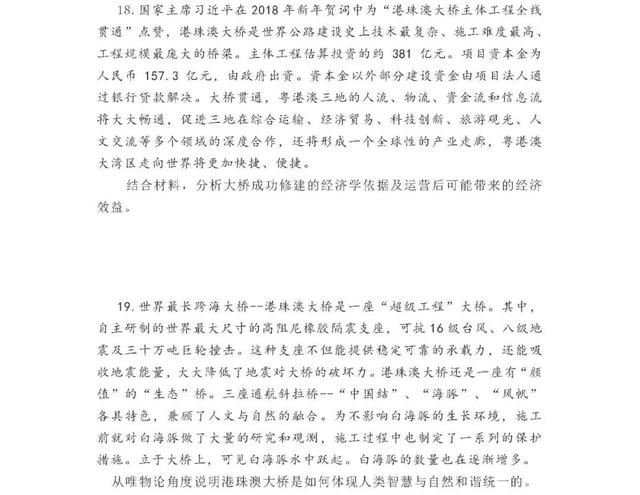 18.国家主席习近平在2018年新年贺词中为“港珠澳大桥主体工程全线
贯通”点赞，港珠澳大桥是世界公路建设史上技术最复杂、施工难度最高、
工程规模最庞大的桥梁。主体工程估算投资的约 381 亿元。项目资本金为
人民币 157.3 亿元，由政府出资。资本金以外部分建设资金由项目法人通
过银行贷款解决。大桥贯通，粤港澳三地的人流、物流、资金流和信息流
将大大畅通，促进三地在综合运输、经济贸易、科技创新、旅游观光、人
文交流等多个领域的深度合作，还将形成一个全球性的产业走廊，粤港澳大
湾区走向世界将更加快捷、便捷。
结合材料，分析大桥成功修建的经济学依据及运营后可能带来的经济
效益。
19.世界最长跨海大桥--港珠澳大桥是一座“超级工程”大桥。其中，
自主研制的世界最大尺寸的高阻尼橡胶隔震支座，可抗16级台风、八级地
震及三十万吨巨轮撞击。这种支座不但能提供稳定可靠的承载力，还能吸
收地震能量，大大降低了地震对大桥的破坏力。港珠澳大桥还是一座有“颜
值”的“生态”桥。三座通航斜拉桥--“中国结”、“海豚”、“风帆”
各具特色，兼顾了人文与自然的融合。为不影响白海豚的生长环境，施工
前就对白海豚做了大量的研究和观测，施工过程中也制定了一系列的保护
措施。立于大桥上，可见白海豚水中跃起。白海豚的数量也在逐渐增多。
从唯物论角度说明港珠澳大桥是如何体现人类智慧与自然和谐统一的。